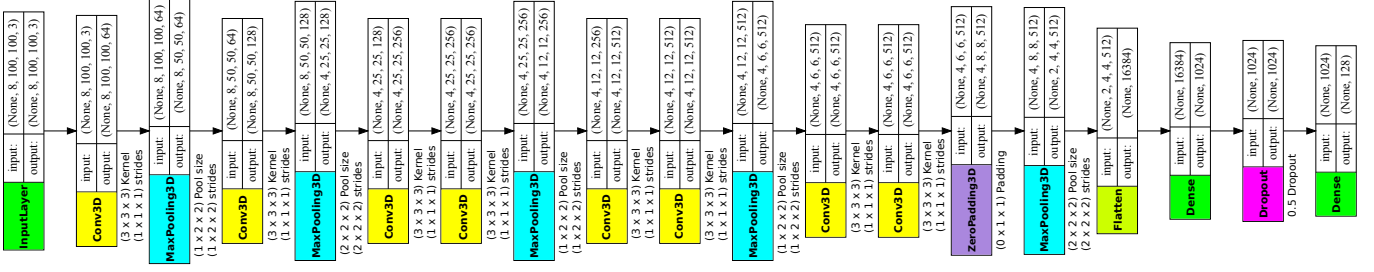 InputLayer input: (None, 8, 100, 100, 3)
output: (None, 8, 100, 100, 3)
Conv3D input: (None, 8, 100, 100, 3)
output: (None, 8, 100, 100, 64)
(3 x 3 x 3) Kernel
(1 x 1 x 1) strides
MaxPooling3D input: (None, 8, 100, 100, 64)
output: (None, 8, 50, 50, 64)
(1 x 2 x 2) Pool size
(1 x 2 x 2) strides
Conv3D input: (None, 8, 50, 50, 64)
output: (None, 8, 50, 50, 128)
(3 x 3 x 3) Kernel
(1 x 1 x 1) strides
MaxPooling3D input: (None, 8, 50, 50, 128)
output: (None, 4, 25, 25, 128)
(2 x 2 x 2) Pool size
(2 x 2 x 2) strides
Conv3D input: (None, 4, 25, 25, 128)
output: (None, 4, 25, 25, 256)
(3 x 3 x 3) Kernel
(1 x 1 x 1) strides
Conv3D input: (None, 4, 25, 25, 256)
output: (None, 4, 25, 25, 256)
(3 x 3 x 3) Kernel
(1 x 1 x 1) strides
MaxPooling3D input: (None, 4, 25, 25, 256)
output: (None, 4, 12, 12, 256)
(1 x 2 x 2) Pool size
(1 x 2 x 2) strides
Conv3D input: (None, 4, 12, 12, 256)
output: (None, 4, 12, 12, 512)
(3 x 3 x 3) Kernel
(1 x 1 x 1) strides
Conv3D input: (None, 4, 12, 12, 512)
output: (None, 4, 12, 12, 512)
(3 x 3 x 3) Kernel
(1 x 1 x 1) strides
MaxPooling3D input: (None, 4, 12, 12, 512)
output: (None, 4, 6, 6, 512)
(1 x 2 x 2) Pool size
(1 x 2 x 2) strides
Conv3D input: (None, 4, 6, 6, 512)
output: (None, 4, 6, 6, 512)
(3 x 3 x 3) Kernel
(1 x 1 x 1) strides
Conv3D input: (None, 4, 6, 6, 512)
output: (None, 4, 6, 6, 512)
(3 x 3 x 3) Kernel
(1 x 1 x 1) strides
ZeroPadding3D input: (None, 4, 6, 6, 512)
output: (None, 4, 8, 8, 512)
(0 x 1 x 1) Padding
MaxPooling3D input: (None, 4, 8, 8, 512)
output: (None, 2, 4, 4, 512)
(2 x 2 x 2) Pool size
(2 x 2 x 2) strides
Flatten input: (None, 2, 4, 4, 512)
output: (None, 16384)
Dense input: (None, 16384)
output: (None, 1024)
Dropout input: (None, 1024)
output: (None, 1024)
0.5 Dropout
Dense input: (None, 1024)
output: (None, 128)